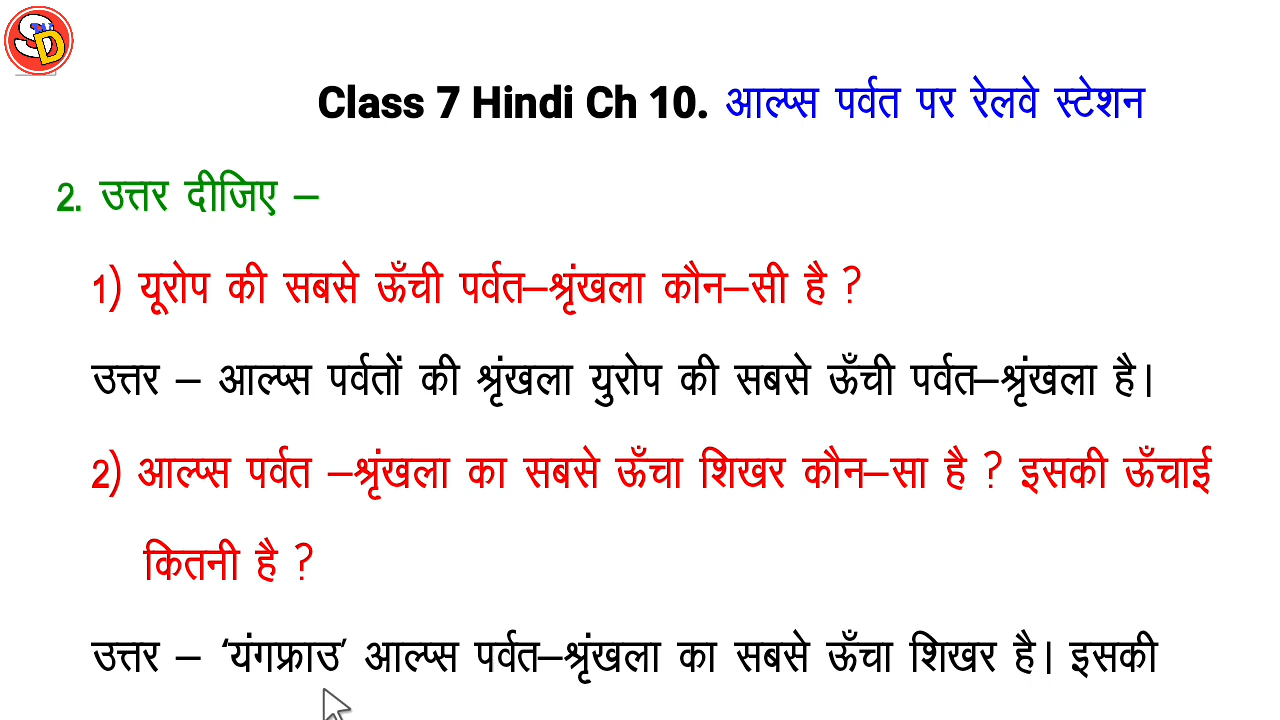 SD
Class 7 Hindi Ch 10. आल्प्स पर्वत पर रेलवे स्टेशन
2. उत्तर दीजिए –
1) यूरोप की सबसे ऊँची पर्वत–श्रृंखला कौन–सी है ?
उत्तर – आल्प्स पर्वतों की श्रृंखला युरोप की सबसे ऊँची पर्वत–श्रृंखला है।
2) आल्प्स पर्वत –श्रृंखला का सबसे ऊँचा शिखर कौन–सा है ? इसकी ऊँचाई
कितनी है ?
उत्तर – ‘यंगफ्राउ’ आल्प्स पर्वत–श्रृंखला का सबसे ऊँचा शिखर है। इसकी